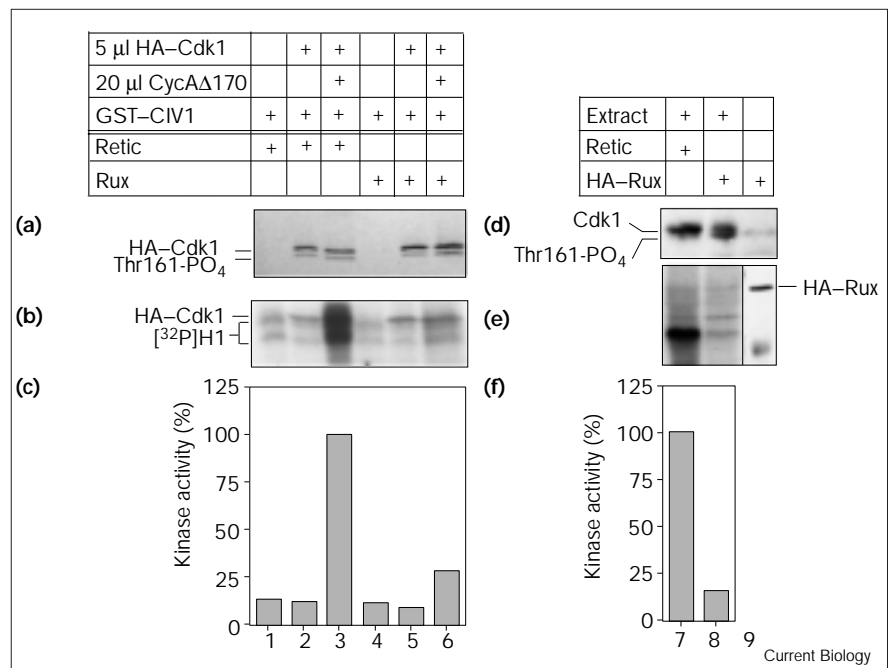 5 µl HA–Cdk1 + + + +
20 µl CycAΔ170 + +
GST–CIV1 + + + + + +
Retic + + +
Rux + + +
Extract + +
Retic +
HA–Rux + +
(a)
HA–Cdk1
Thr161-PO4
(b)
HA–Cdk1
[32P]H1
(c)
Kinase activity (%)
125
100
75
50
25
0
1 2 3 4 5 6
(d)
Cdk1
Thr161-PO4
(e)
HA–Rux
(f)
Kinase activity (%)
125
100
75
50
25
0
7 8 9
Current Biology